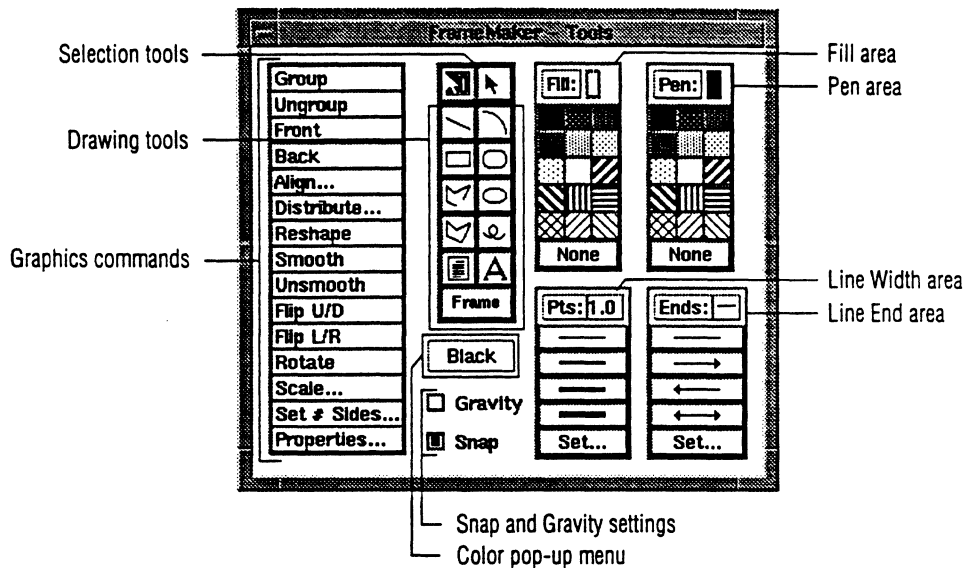 FrameMaker - Tools
Selection tools
Drawing tools
Graphics commands
Group
Ungroup
Front
Back
Align...
Distribute...
Reshape
Smooth
Unsmooth
Flip U/D
Flip L/R
Rotate
Scale...
Set # Sides...
Properties...
A
Frame
Black
Gravity
Snap
Fill:
None
Pen:
None
Pts: 1.0
Set...
Ends:
Set...
Fill area
Pen area
Line Width area
Line End area
Snap and Gravity settings
Color pop-up menu